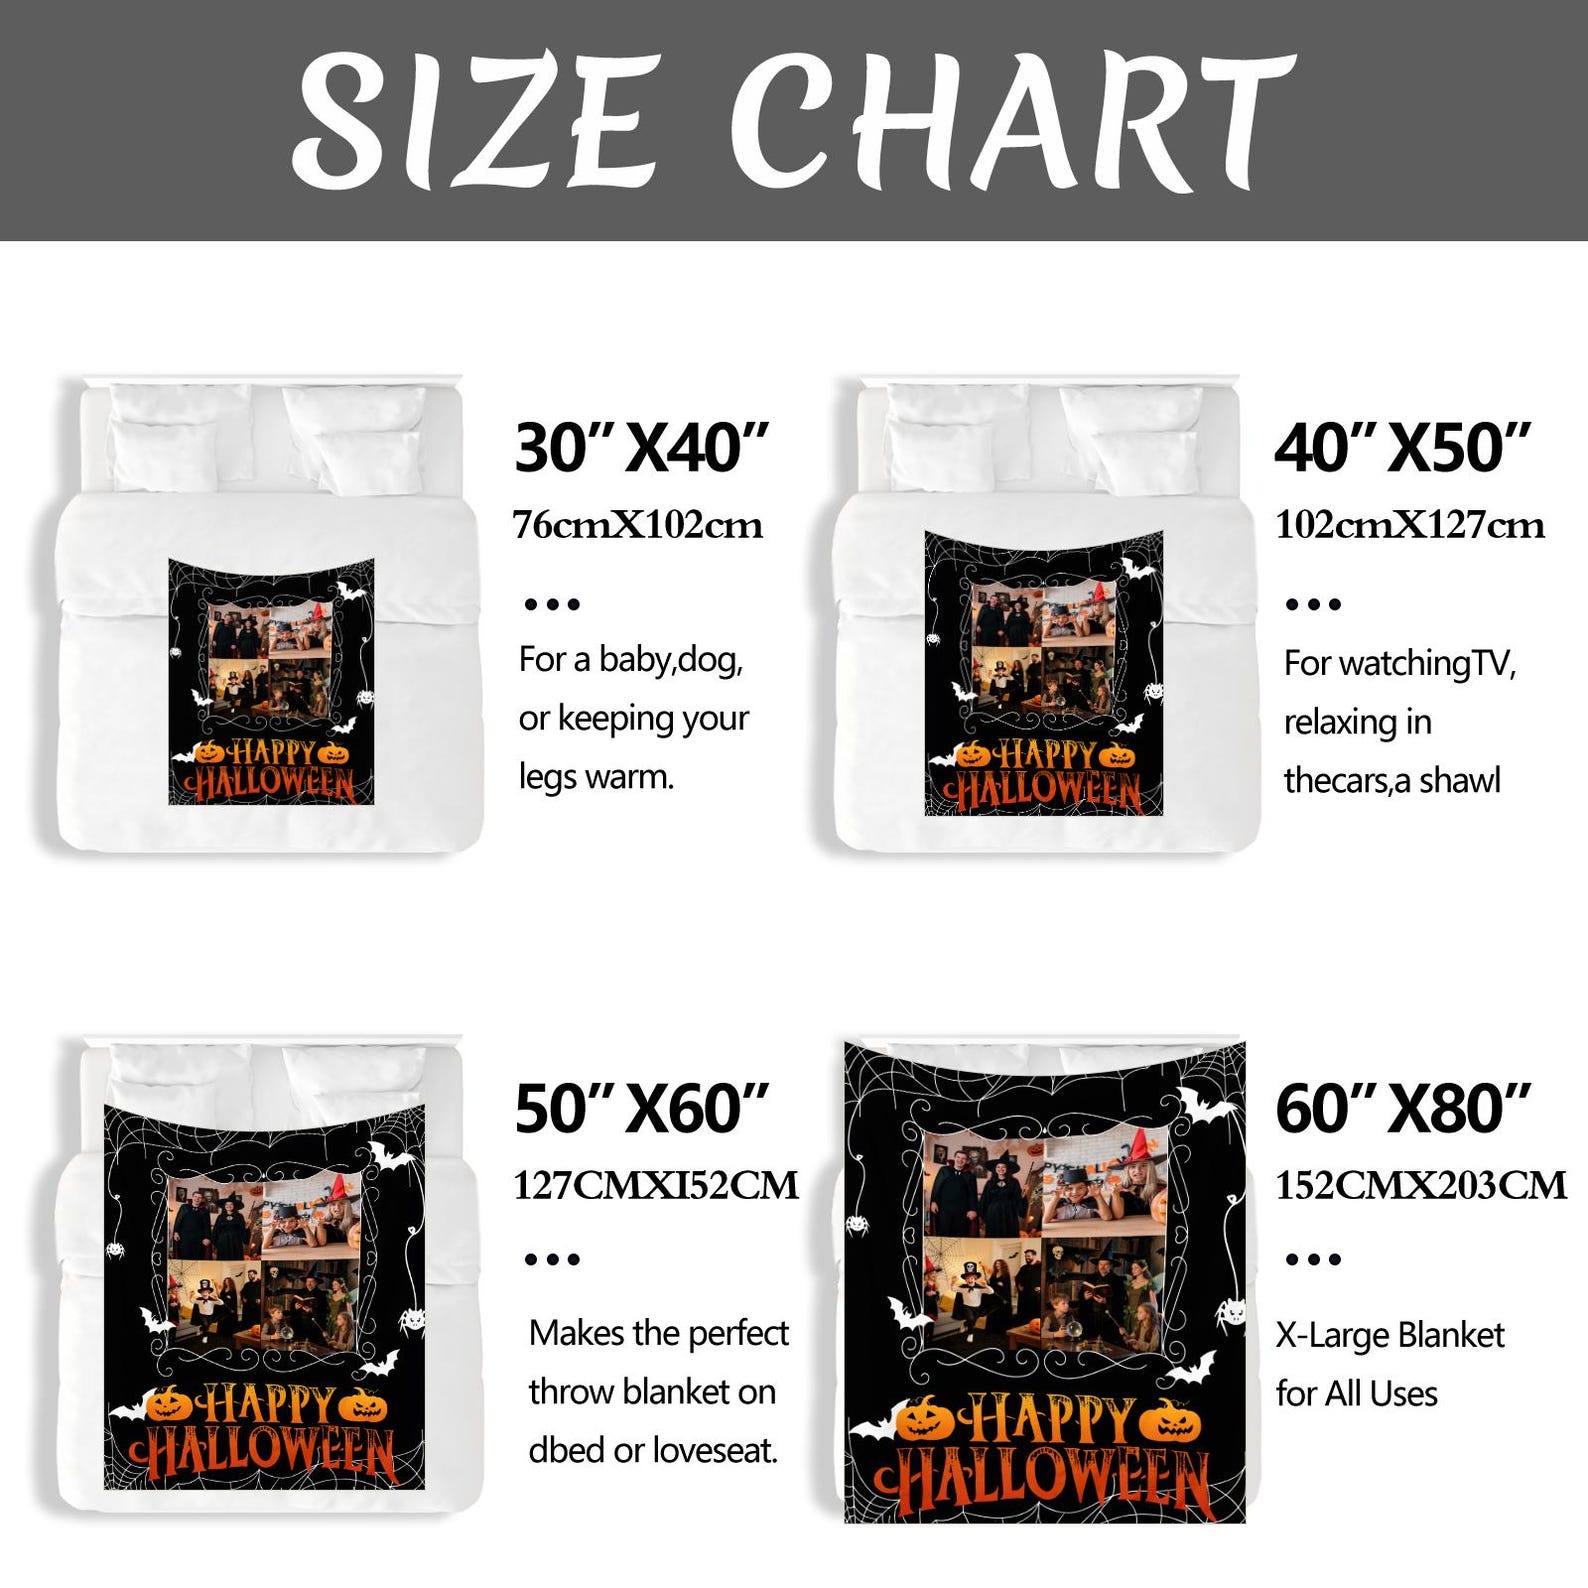 SIZE CHART
30” X40”
76cmX102cm
...
For a baby,dog,
or keeping your
legs warm.
HAPPY
HALLOWEEN
40” X50”
102cmX127cm
...
For watchingTV,
relaxing in
thecars,a shawl
HAPPY
HALLOWEEN
50” X60”
127CMXI52CM
...
Makes the perfect
throw blanket on
dbed or loveseat.
HAPPY
HALLOWEEN
60” X80”
152CMX203CM
...
X-Large Blanket
for All Uses
HAPPY
HALLOWEEN